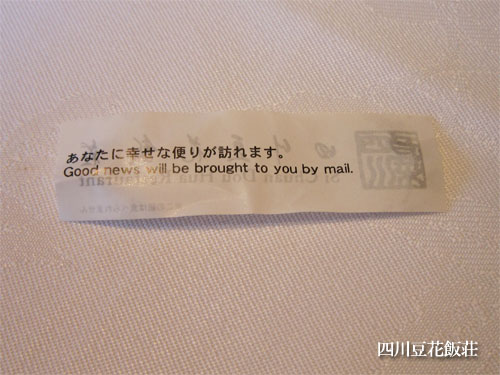 あなたに幸せな便りが訪れます。
Good news will be brought to you by mail.
四川豆花飯荘